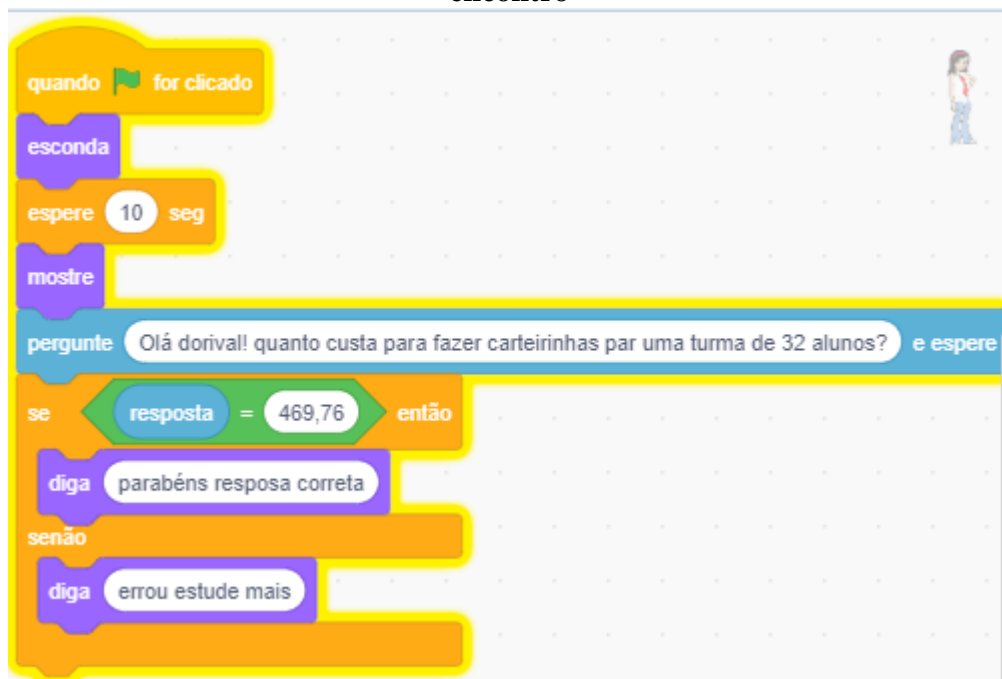 quando for clicado
esconda
espere 10 seg
mostre
pergunte Olá dorival! quanto custa para fazer carteirinhas par uma turma de 32 alunos? e espere
se resposta = 469,76 então
diga parabéns resposa correta
senão
diga errou estude mais